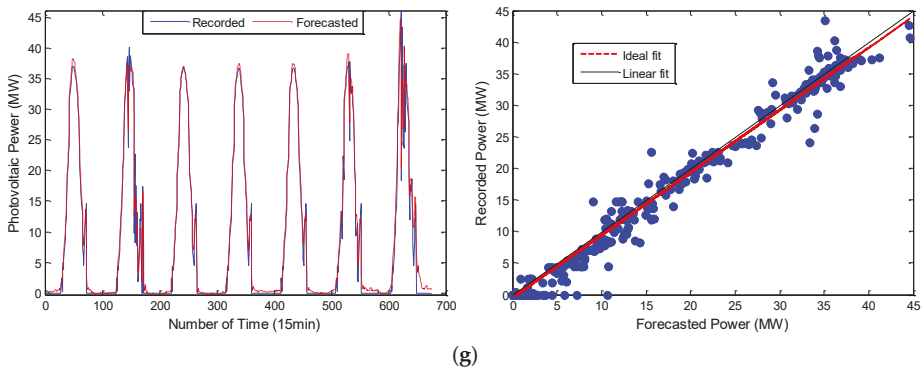 Recorded Forecasted
45
40
35
30
25
20
15
10
5
0
Photovoltaic Pewer (MW)
0 100 200 300 400 500 600 700
Number of Time (15min)
45
40
35
30
25
20
15
10
5
0
Recorded Power (MW)
Ideal fit
Linear fit
0 5 10 15 20 25 30 35 40 45
Forecasted Power (MW)
(g)